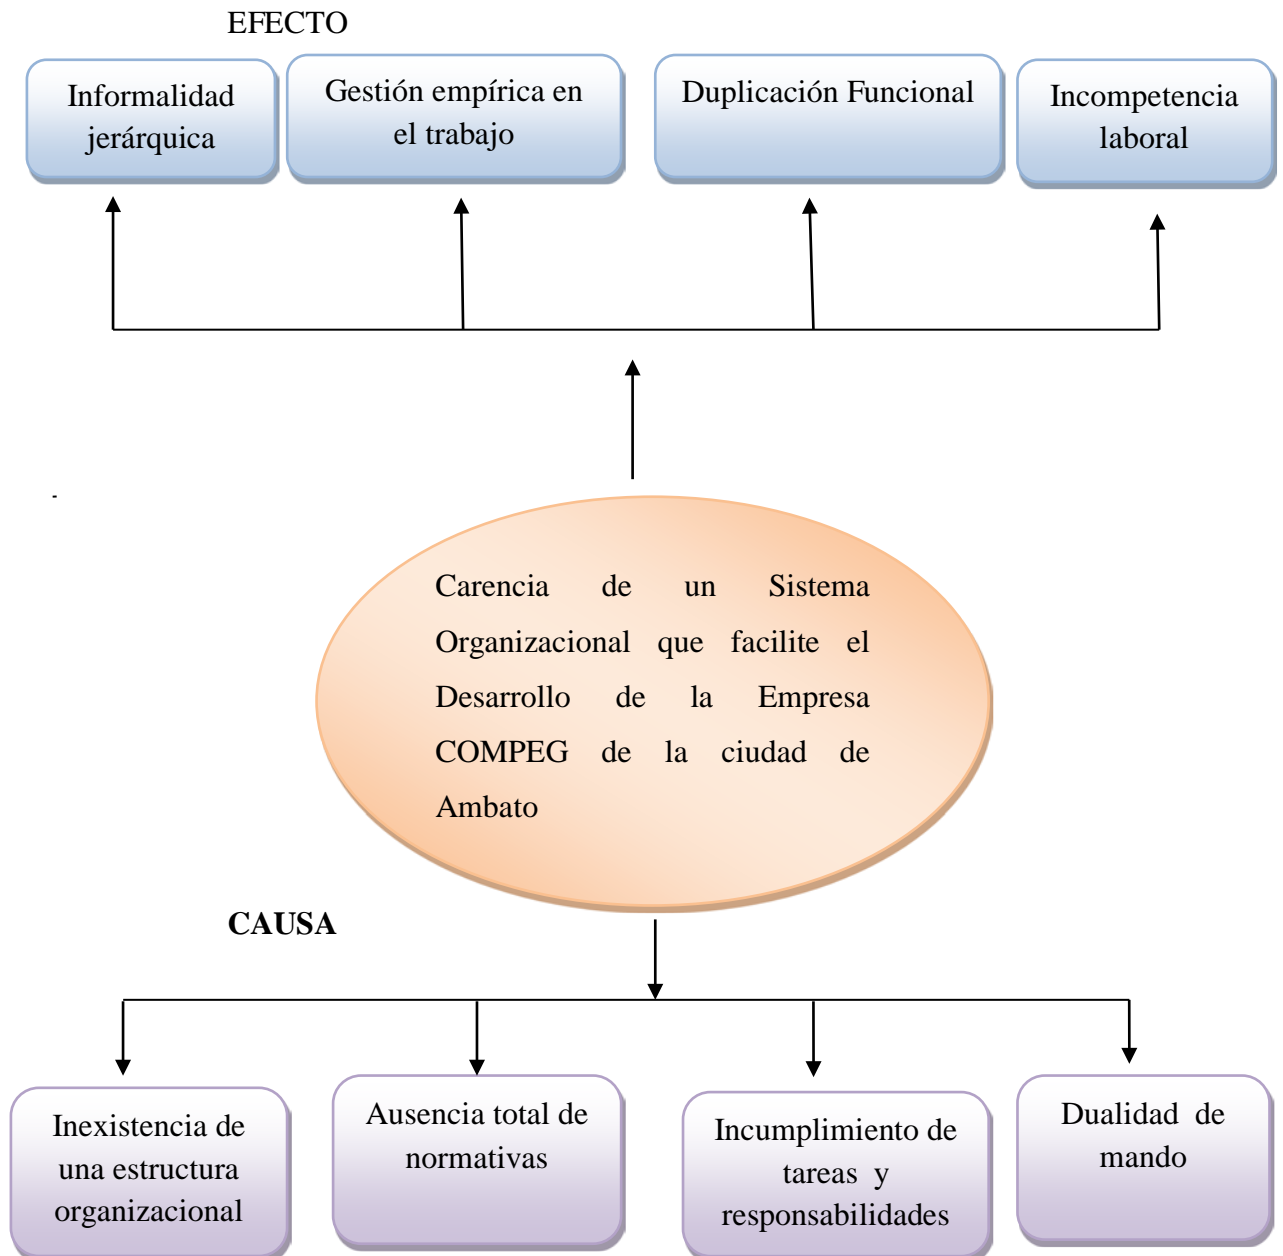 EFECTO
Informalidad
jerárquica
Gestión empírica en
el trabajo
Duplicación Funcional
Incompetencia
laboral
-
Carencia de un Sistema
Organizacional que facilite el
Desarrollo de la Empresa
COMPEG de la ciudad de
Ambato
CAUSA
Inexistencia de
una estructura
organizacional
Ausencia total de
normativas
Incumplimiento de
tareas y
responsabilidades
Dualidad de
mando